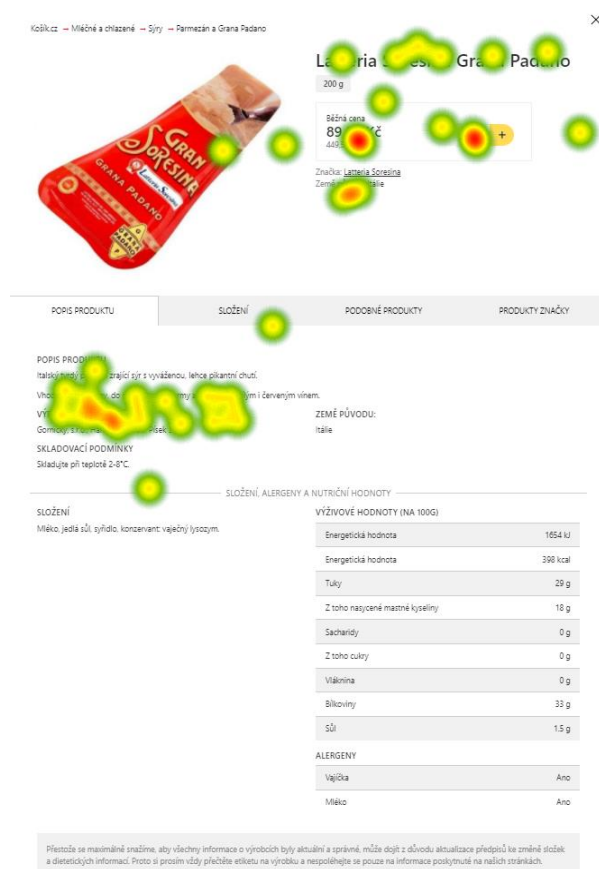 Košík.cz → Mléčné a chlazené → Sýry → Parmezán a Grana Padano
Gran Padano
200 g
Běžná cena
89
449,
+
Značka: Latteria Soresina
GRAN
SORESINA
Latteria Soresina
GRANA PADANO
GRANA
PADANO
POPIS PRODUKTU
SLOŽENÍ
PODOBNÉ PRODUKTY
PRODUKTY ZNAČKY
POPIS
Italský zrající sýr s vyváženou, lehce pikantní chutí.
i červeným vínem.
ZEMĚ PŮVODU:
Itálie
SKLADOVACÍ PODMÍNKY
Skladujte při teplotě 2-8°C.
SLOŽENÍ, ALERGENY A NUTRIČNÍ HODNOTY
SLOŽENÍ
Mléko, jedlá sůl, syřidlo, konzervant: vaječný lysozym.
VÝŽIVOVÉ HODNOTY (NA 100G)
Energetická hodnota 1654 kJ
Energetická hodnota 398 kcal
Tuky 29 g
Z toho nasycené mastné kyseliny 18 g
Sacharidy 0 g
Z toho cukry 0 g
Vláknina 0 g
Bílkoviny 33 g
Sůl 1.5 g
ALERGENY
Vajíčka Ano
Mléko Ano
Přestože se maximálně snažíme, aby všechny informace o výrobcích byly aktuální a správné, může dojít z důvodu aktualizace předpisů ke změně složek
a dietetických informací. Proto si prosím vždy přečtěte etiketu na výrobku a nespoléhejte se pouze na informace poskytnuté na našich stránkách.